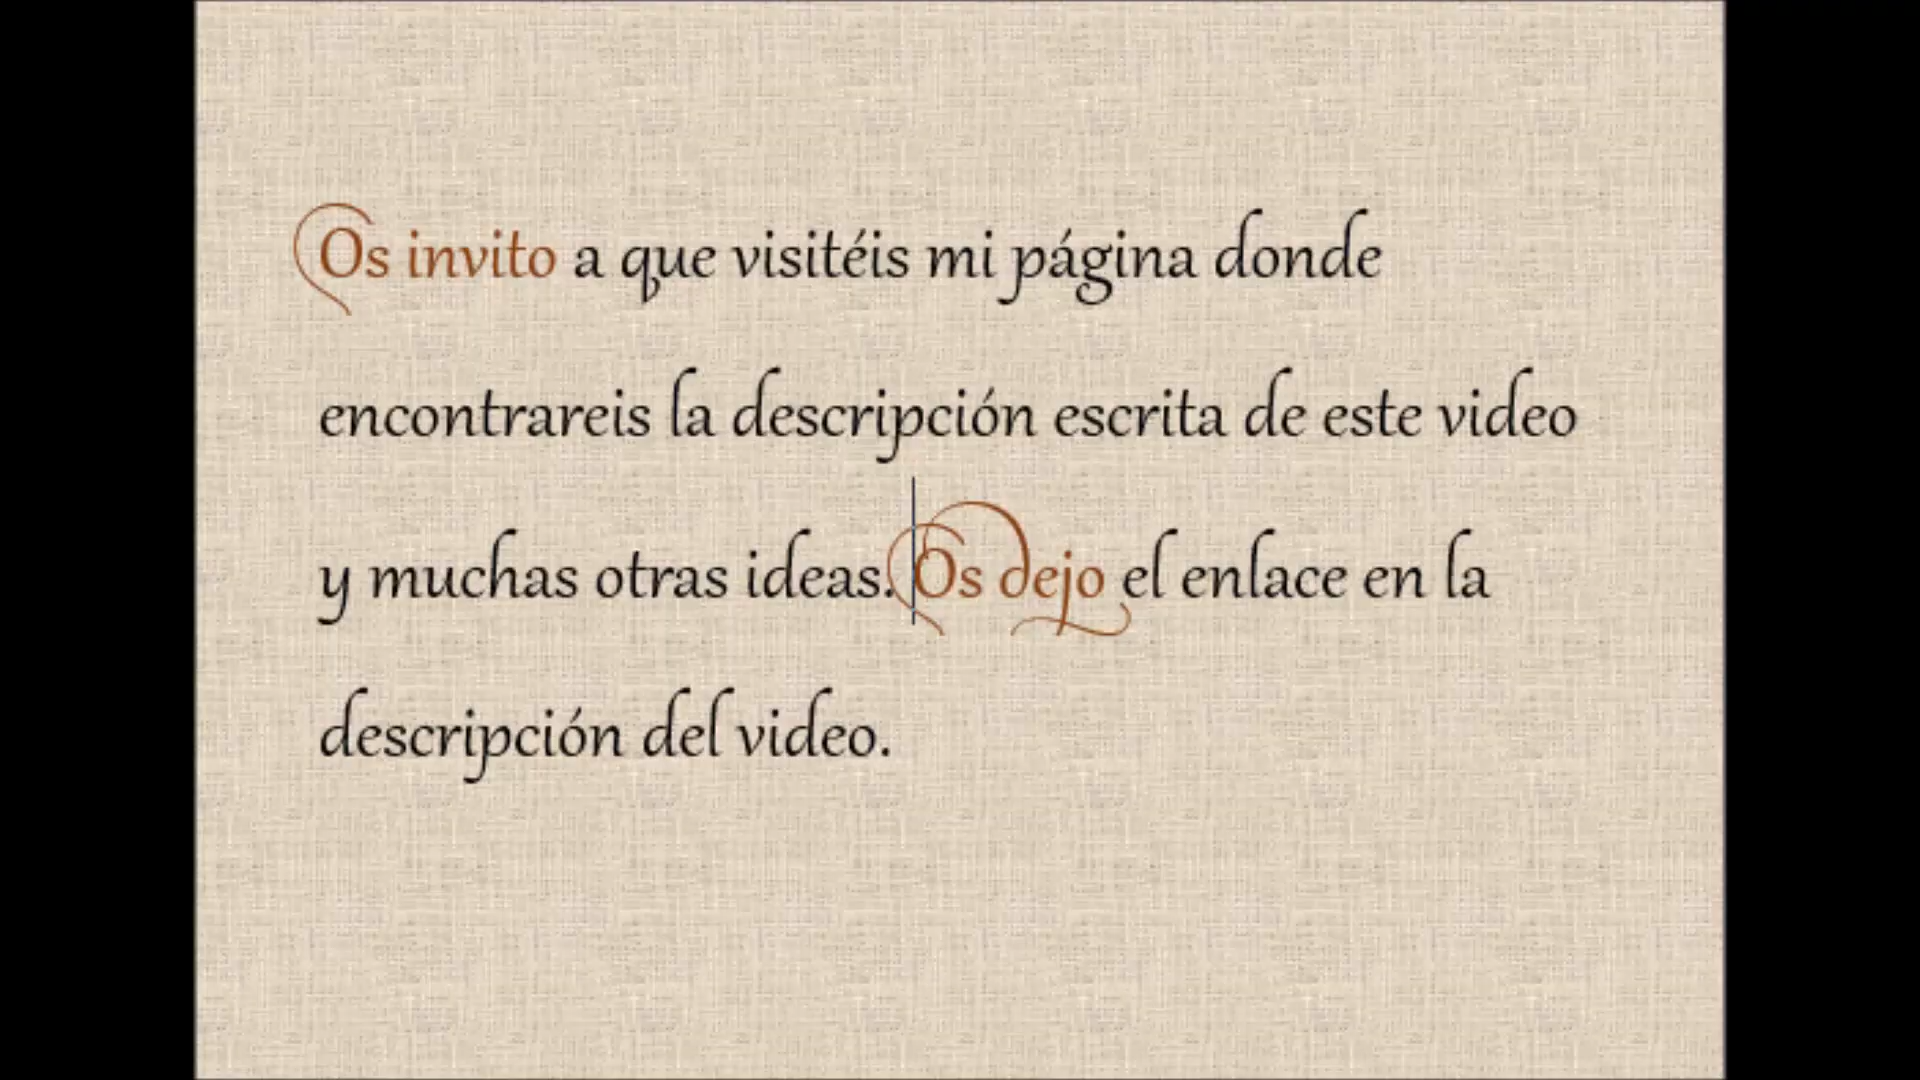 Os invito a que visitéis mi página donde
encontrareis la descripción escrita de este video
y muchas otras ideas. Os dejo el enlace en la
descripción del video.